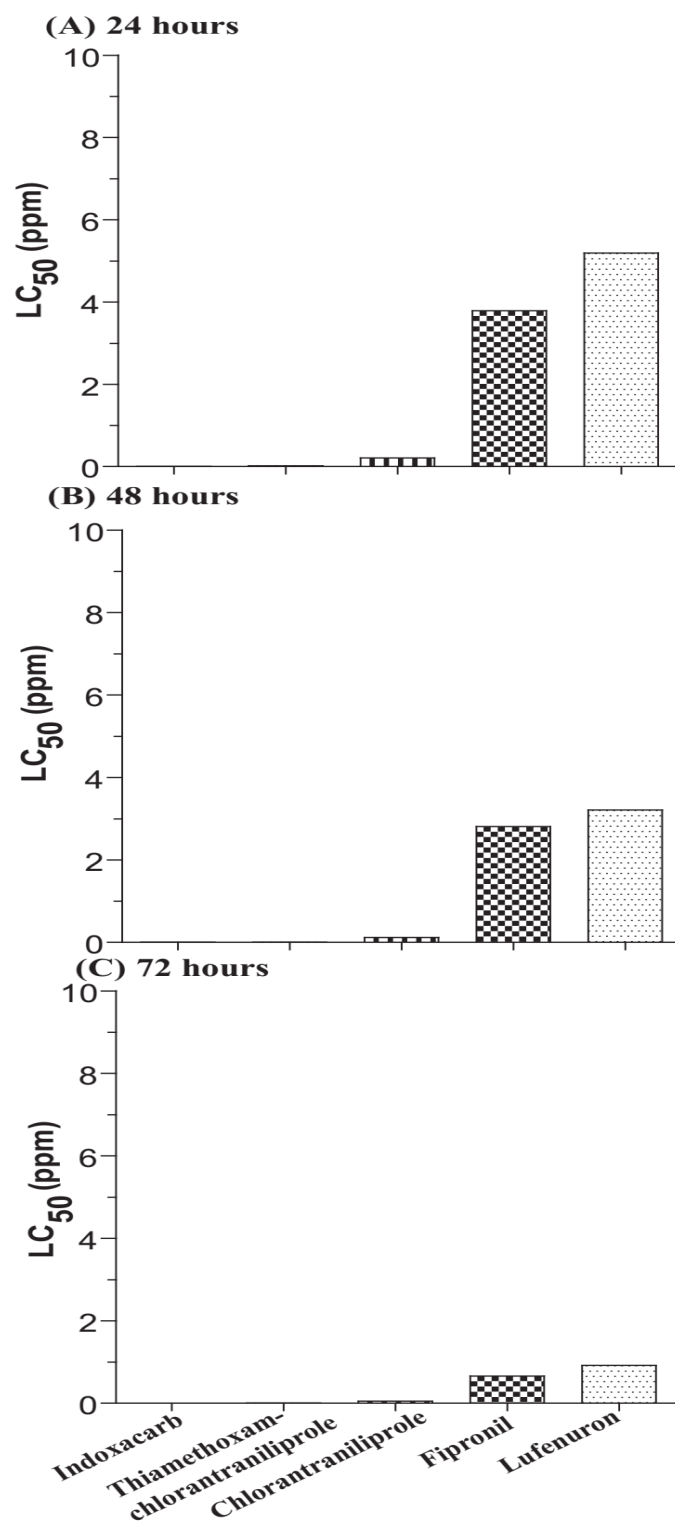 (A) 24 hours
10
8
6
4
2
0
LC50 (ppm)
(B) 48 hours
10
8
6
4
2
0
LC50 (ppm)
(C) 72 hours
10
8
6
4
2
0
LC50 (ppm)
Indoxacarb
Thiamethoxam-
chlorantraniliprole
Chlorantraniliprole
Fipronil
Lufenuron